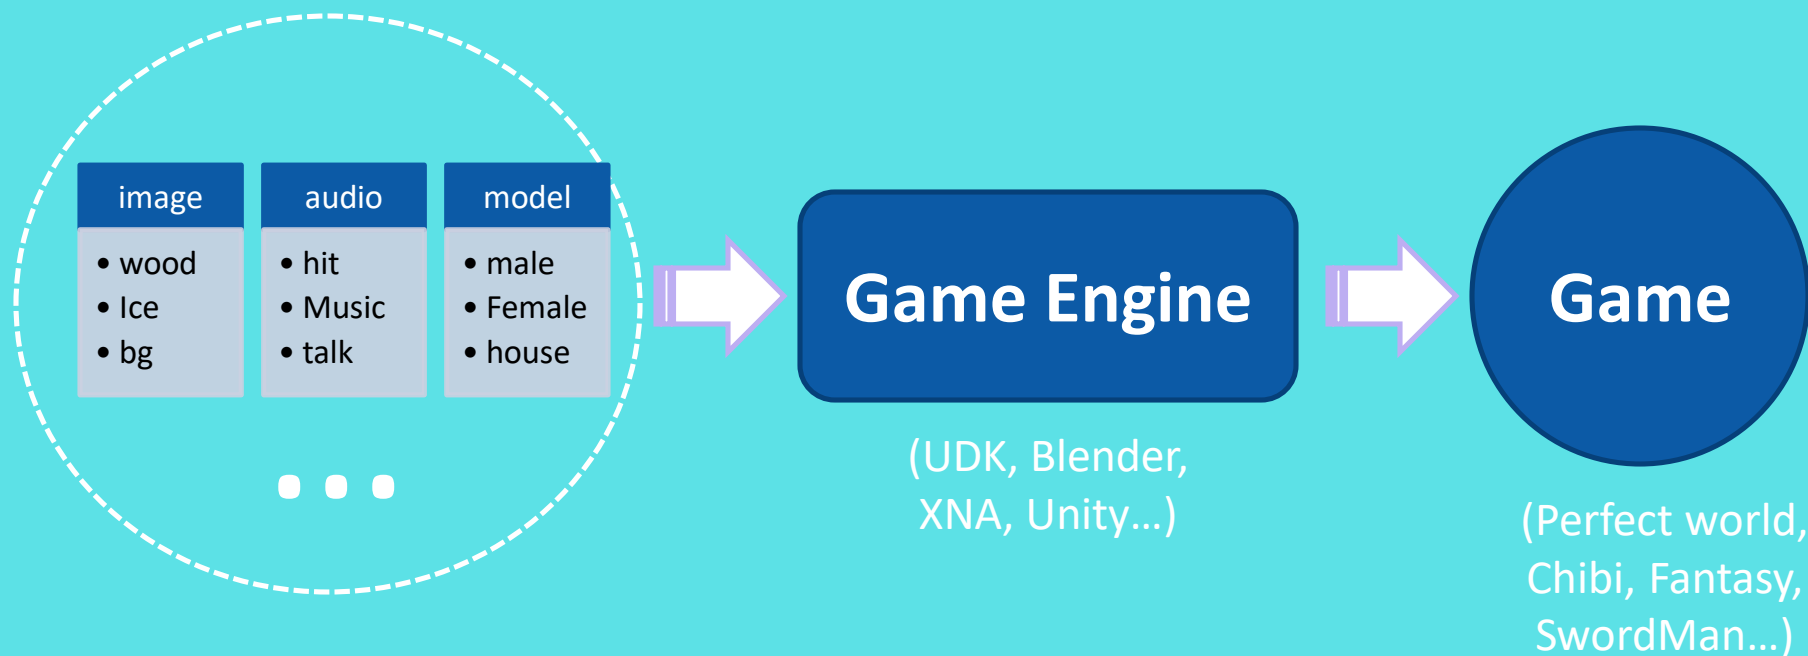 image
• wood
• Ice
• bg
audio
• hit
• Music
• talk
model
• male
• Female
• house
...
Game Engine
(UDK, Blender,
XNA, Unity…)
Game
(Perfect world,
Chibi, Fantasy,
SwordMan…)